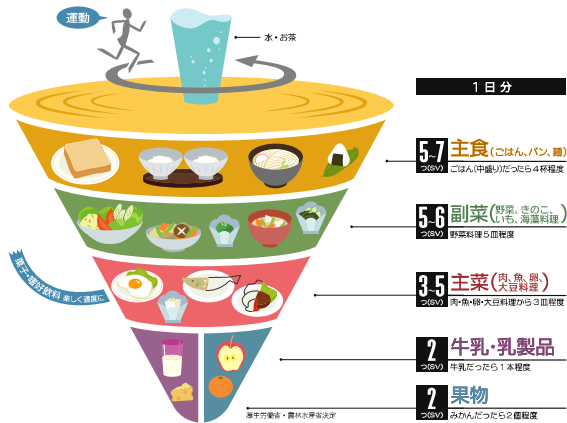 運動
水・お茶
1日分
5~7
つ(SV)
主食(ごはん、パン、麺)
ごはん(中盛り)だったら4杯程度
5~6
つ(SV)
副菜(野菜、きのこ、
いも、海藻料理)
野菜料理5皿程度
3~5
つ(SV)
主菜(肉、魚、卵、
大豆料理)
肉・魚・卵・大豆料理から3皿程度
菓子・嗜好飲料 楽しく適度に
2
つ(SV)
牛乳・乳製品
牛乳だったら1本程度
2
つ(SV)
果物
みかんだったら2個程度
厚生労働省・農林水産省決定